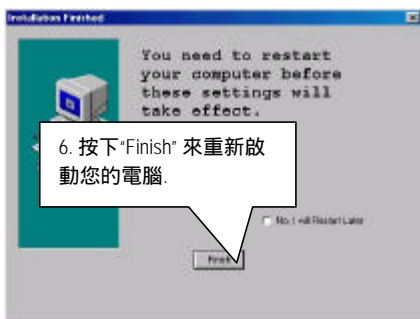 Installation Finished
You need to restart
your computer before
these settings will
take effect.
6. 按下“Finish” 來重新啟
動您的電腦.
No, I will Restart Later
Finish